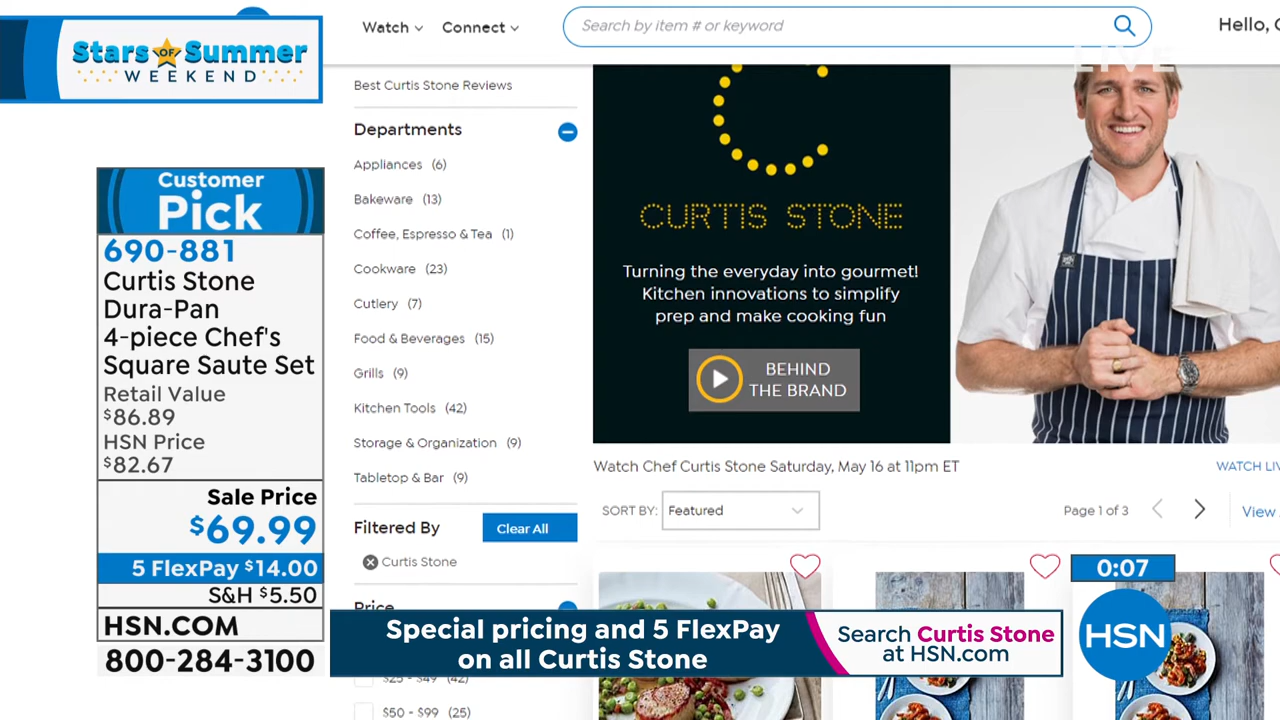 Stars OF Summer
WEEKEND
Watch
Connect
Search by item # or keyword
Hello,
LIVE
Customer
Pick
690-881
Curtis Stone
Dura-Pan
4-piece Chef's
Square Saute Set
Retail Value
$86.89
HSN Price
$82.67
Sale Price
$69.99
5 FlexPay $14.00
S&H $5.50
HSN.COM
800-284-3100
Best Curtis Stone Reviews
Departments
Appliances (6)
Bakeware (13)
Coffee, Espresso & Tea (1)
Cookware (23)
Cutlery (7)
Food & Beverages (15)
Grills (9)
Kitchen Tools (42)
Storage & Organization (9)
Tabletop & Bar (9)
Filtered By
Clear All
Curtis Stone
Price
$25 - $49 (42)
$50 - $99 (25)
CURTIS STONE
Turning the everyday into gourmet!
Kitchen innovations to simplify
prep and make cooking fun
BEHIND
THE BRAND
Watch Chef Curtis Stone Saturday, May 16 at 11pm ET
WATCH LIV
SORT BY:
Featured
Page 1 of 3
View
0:07
Special pricing and 5 FlexPay
on all Curtis Stone
Search Curtis Stone
at HSN.com
HSN